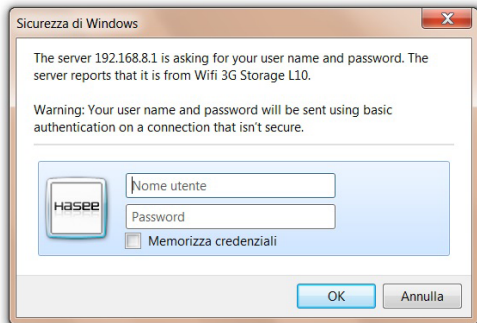 Sicurezza di Windows
The server 192.168.8.1 is asking for your user name and password. The
server reports that it is from Wifi 3G Storage L10.
Warning: Your user name and password will be sent using basic
authentication on a connection that isn't secure.
Hasee
Nome utente
Password
Memorizza credenziali
OK
Annulla